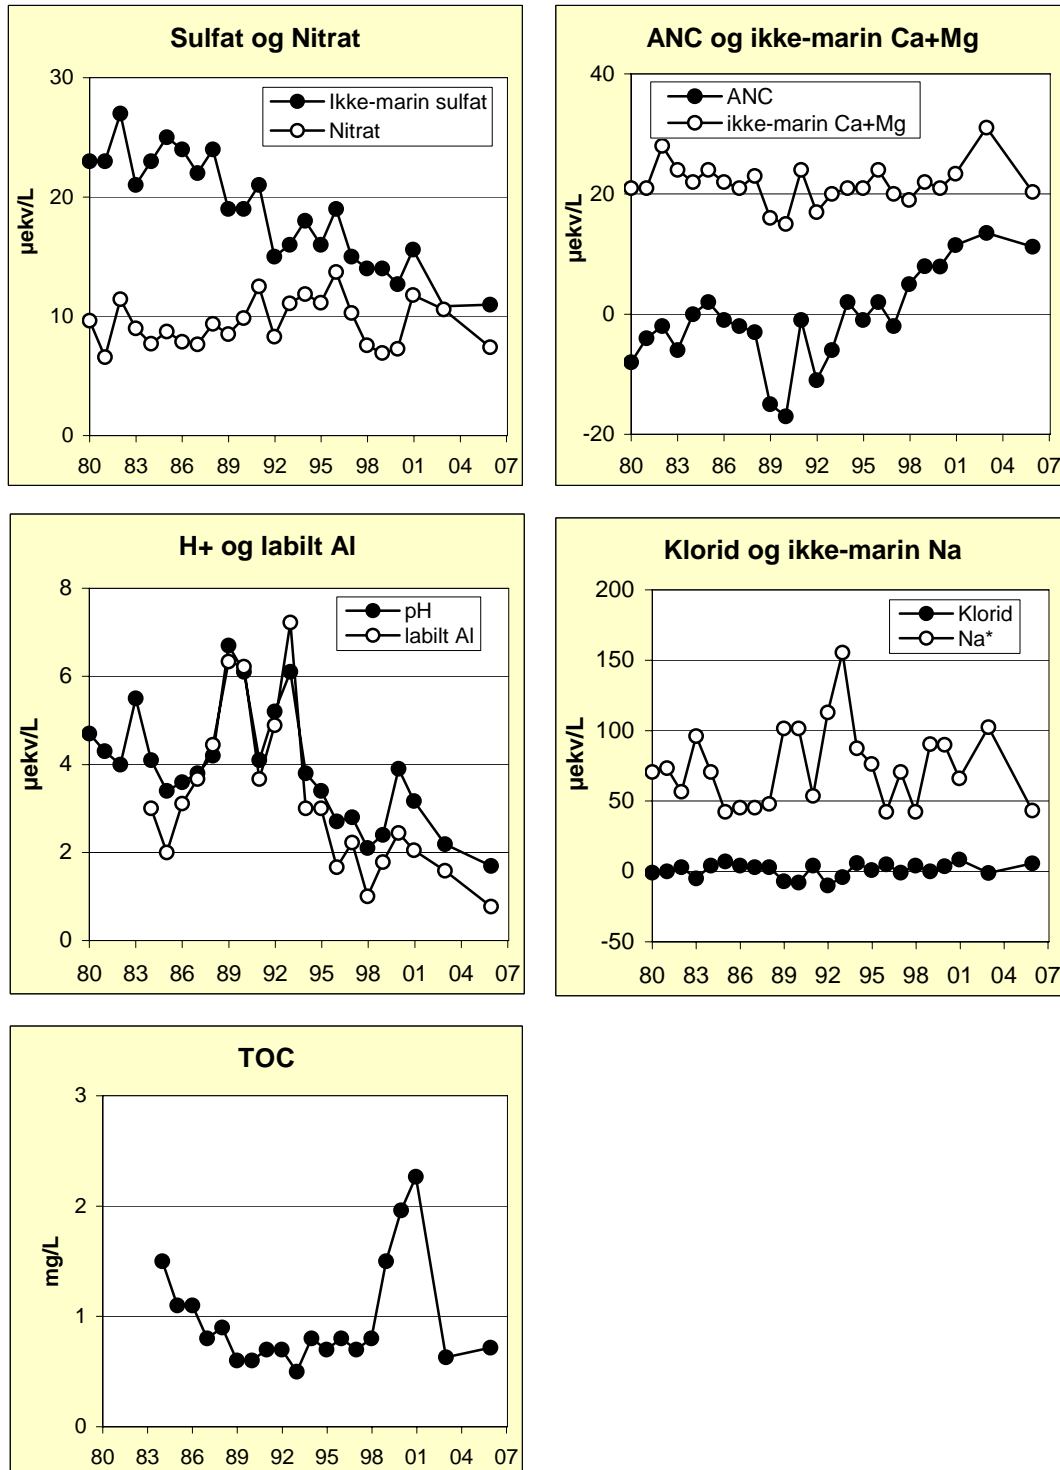 Sulfat og Nitrat
30
20
10
0
µekv/L
Ikke-marin sulfat
Nitrat
80 83 86 89 92 95 98 01 04 07
ANC og ikke-marin Ca+Mg
40
20
0
-20
µekv/L
ANC
ikke-marin Ca+Mg
80 83 86 89 92 95 98 01 04 07
H+ og labilt Al
8
6
4
2
0
µekv/L
pH
labilt Al
80 83 86 89 92 95 98 01 04 07
Klorid og ikke-marin Na
200
150
100
50
0
-50
µekv/L
Klorid
Na*
80 83 86 89 92 95 98 01 04 07
TOC
3
2
1
0
mg/L
80 83 86 89 92 95 98 01 04 07